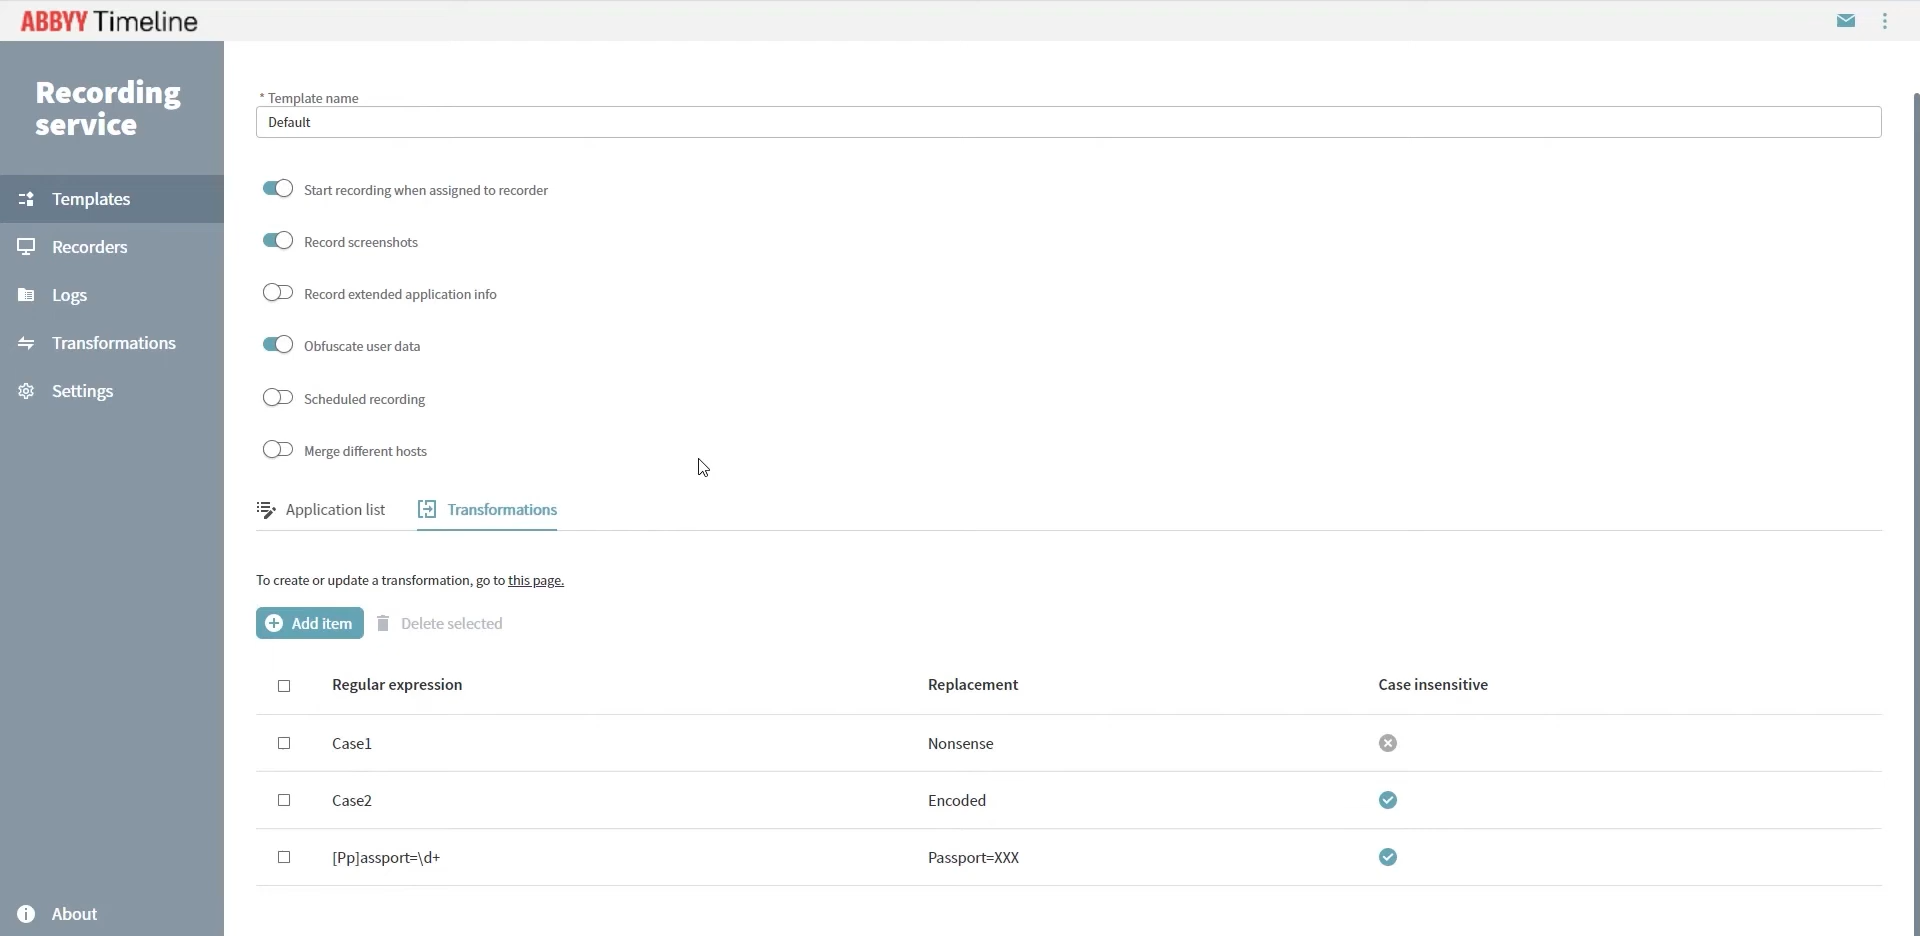 ABBYY Timeline
Recording
service
Templates
Recorders
Logs
Transformations
Settings
About
* Template name
Default
Start recording when assigned to recorder
Record screenshots
Record extended application info
Obfuscate user data
Scheduled recording
Merge different hosts
Application list Transformations
To create or update a transformation, go to this page.
Add item Delete selected
Regular expression Replacement Case insensitive
Case1 Nonsense
Case2 Encoded
[Pp]assport=\d+ Passport=XXX